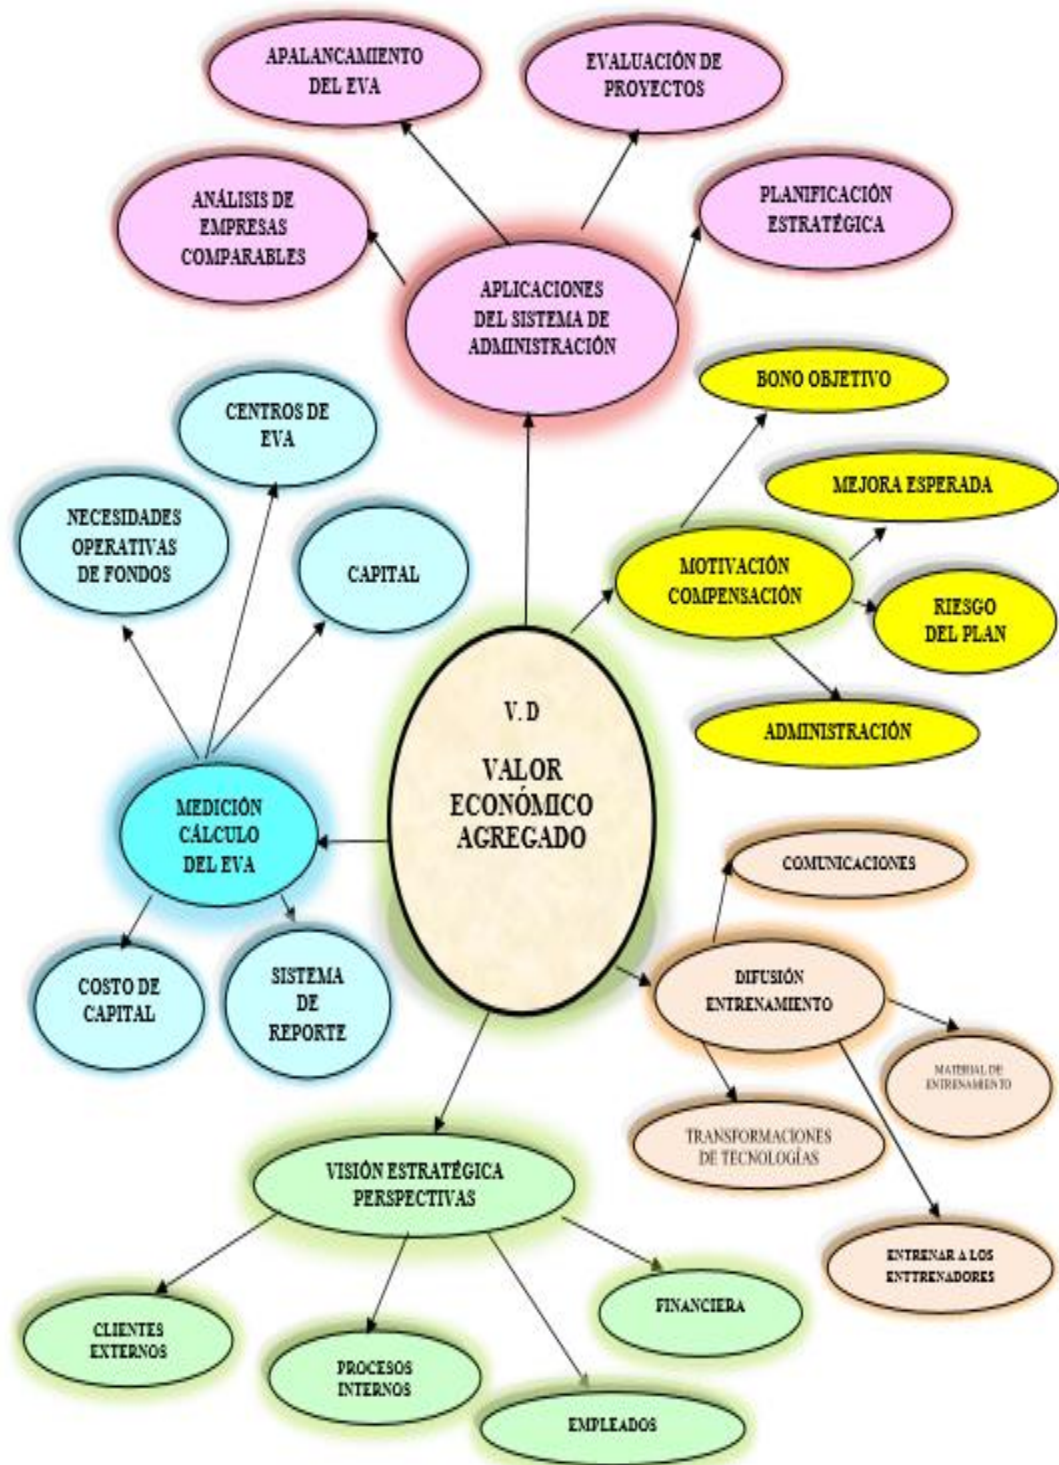 APALANCAMIENTO
DEL EVA
EVALUACIÓN DE
PROYECTOS
ANÁLISIS DE
EMPRESAS
COMPARABLES
PLANIFICACIÓN
ESTRATÉGICA
APLICACIONES
DEL SISTEMA DE
ADMINISTRACIÓN
BONO OBJETIVO
CENTROS DE
EVA
MEJORA ESPERADA
NECESIDADES
OPERATIVAS
DE FONDOS
CAPITAL
MOTIVACIÓN
COMPENSACIÓN
RIESGO
DEL PLAN
ADMINISTRACIÓN
V. D
VALOR
ECONÓMICO
AGREGADO
MEDICIÓN
CÁLCULO
DEL EVA
COMUNICACIONES
COSTO DE
CAPITAL
SISTEMA
DE
REPORTE
DIFUSIÓN
ENTRENAMIENTO
MATERIAL DE
ENTRENAMIENTO
TRANSFORMACIONES
DE TECNOLOGÍAS
VISIÓN ESTRATÉGICA
PERSPECTIVAS
ENTRENAR A LOS
ENTTRENADORES
FINANCIERA
CLIENTES
EXTERNOS
PROCESOS
INTERNOS
EMPLEADOS